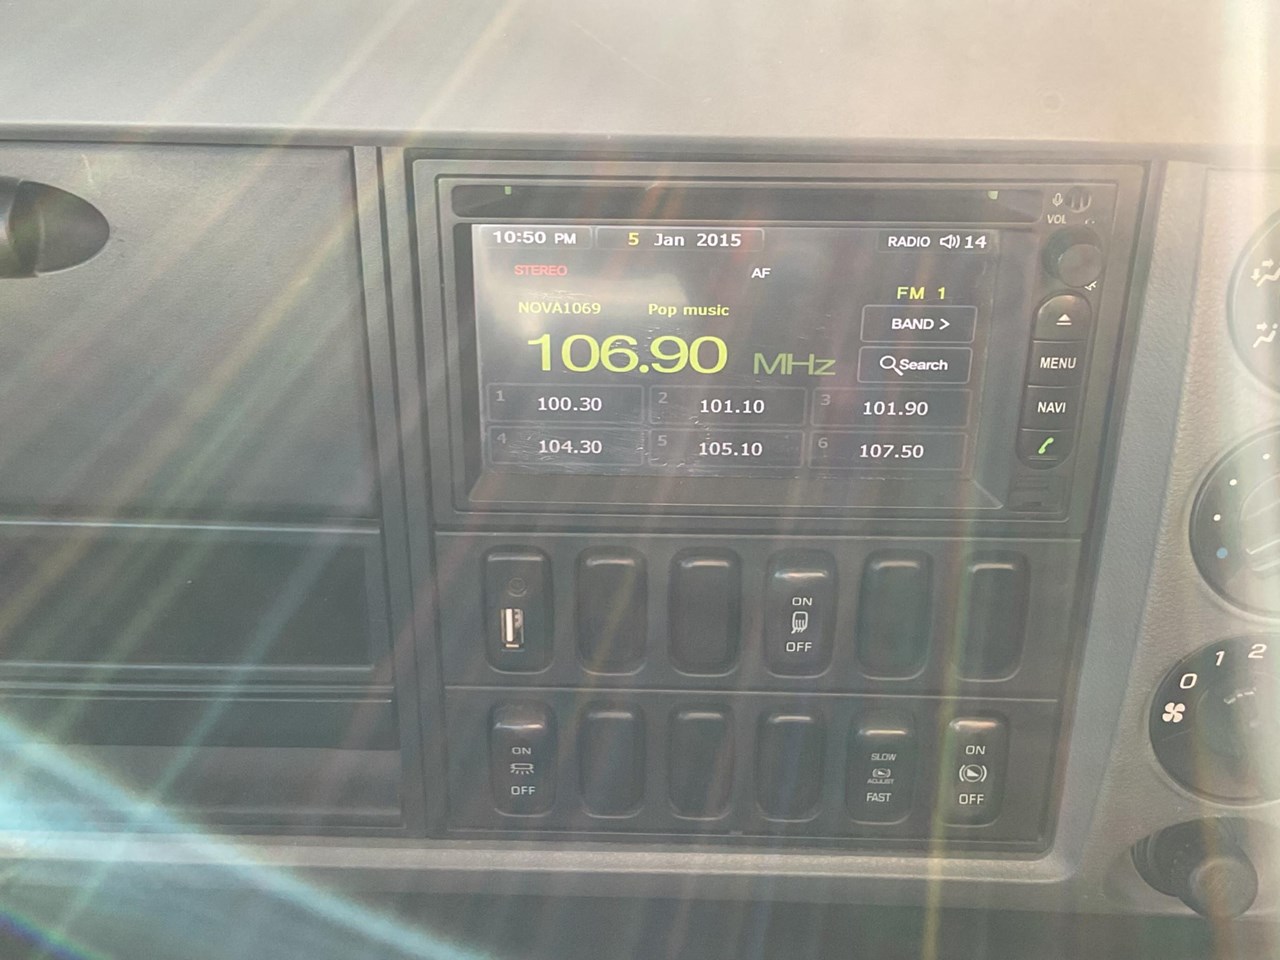 VOL
10:50 PM 5 Jan 2015 RADIO 14
STEREO AF
FM 1
NOVA1069 Pop music
BAND >
106.90 MHz
Search
MENU
1 100.30 2 101.10 3 101.90
NAVI
4 104.30 5 105.10 6 107.50
ON
OFF
0 1 2
ON
OFF
SLOW
ADJUST
FAST
ON
OFF